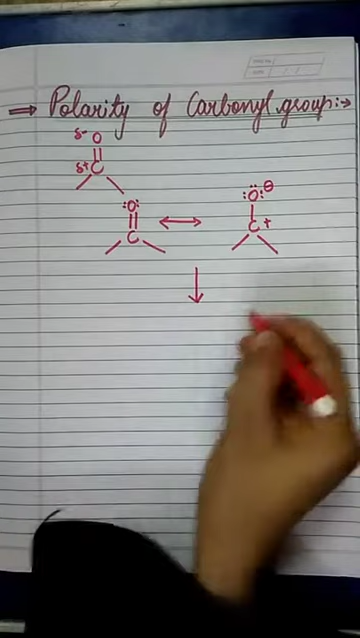 ⇒ Polarity of Carbonyl group:→
δ- O
δ+ C
:O: ↔ :Ö: ⊖
C C +
↓